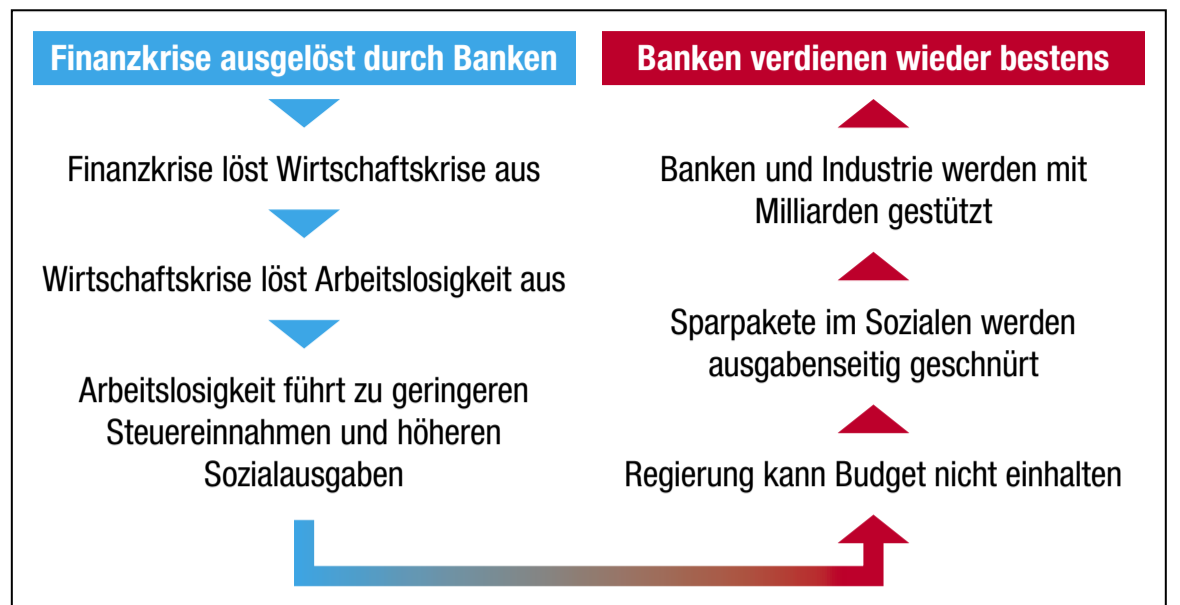 Finanzkrise ausgelöst durch Banken
Finanzkrise löst Wirtschaftskrise aus
Wirtschaftskrise löst Arbeitslosigkeit aus
Arbeitslosigkeit führt zu geringeren
Steuereinnahmen und höheren
Sozialausgaben
Regierung kann Budget nicht einhalten
Sparpakete im Sozialen werden
ausgabenseitig geschnürt
Banken und Industrie werden mit
Milliarden gestützt
Banken verdienen wieder bestens